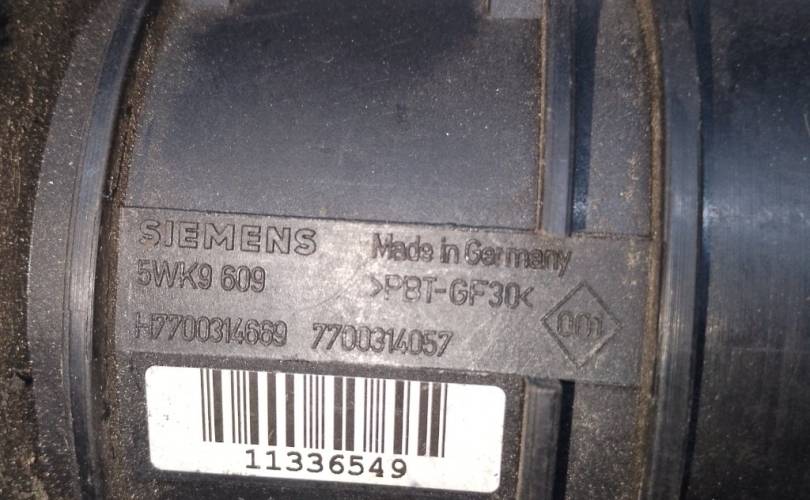 SIEMENS Made in Germany
5WK9 609 >PBT-GF30<
H7700314669 7700314057 001
11336549